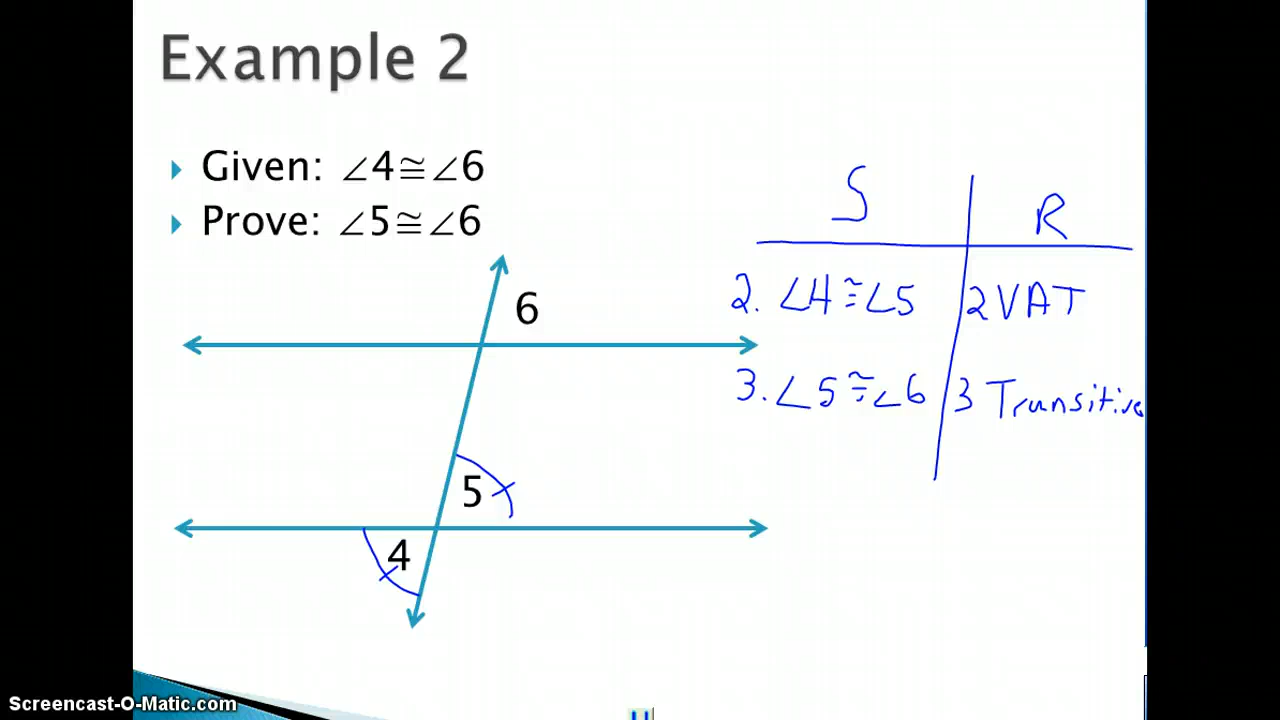 Example 2
Given: ∠4≅∠6
Prove: ∠5≅∠6
S R
2. ∠4≅∠5 2 VAT
3. ∠5≅∠6 3 Transitive
6
5
4
Screencast-O-Matic.com